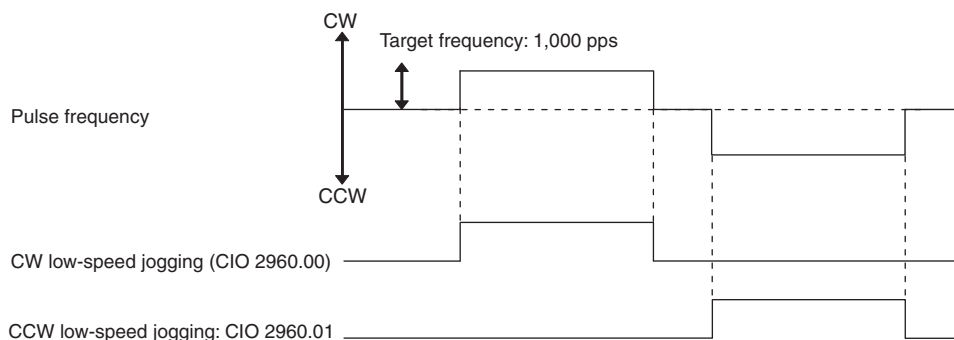 CW
Target frequency: 1,000 pps
Pulse frequency
CCW
CW low-speed jogging (CIO 2960.00)
CCW low-speed jogging: CIO 2960.01